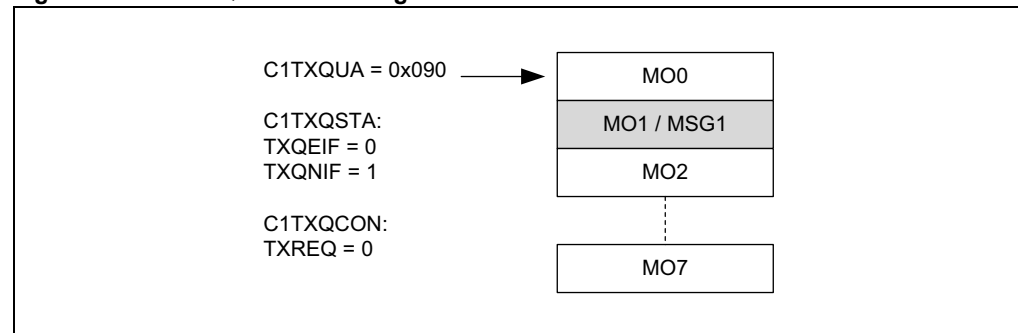 C1TXQUA = 0x090
C1TXQSTA:
TXQEIF = 0
TXQNIF = 1
C1TXQCON:
TXREQ = 0
MO0
MO1 / MSG1
MO2
MO7